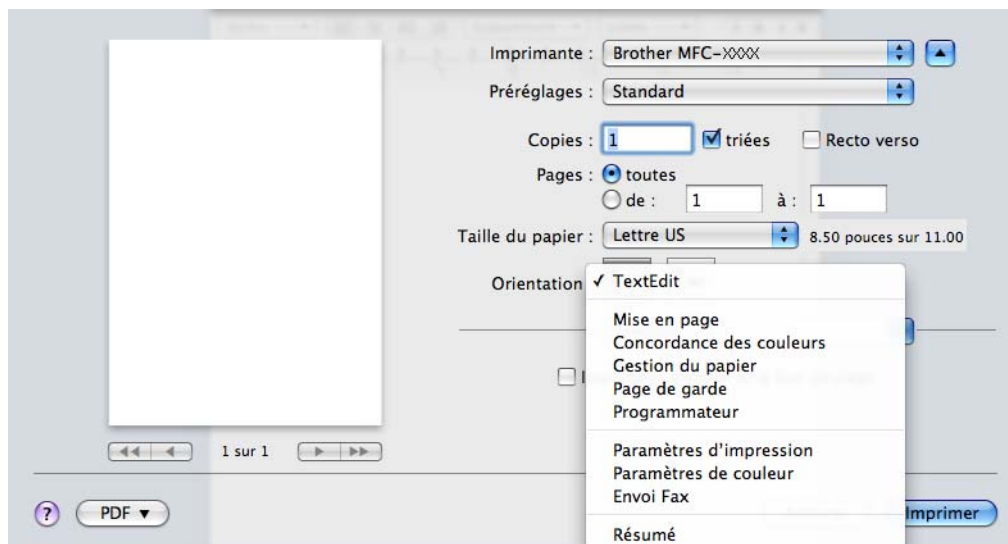 Imprimante : Brother MFC-XXXX
Préréglages : Standard
Copies : 1 triées Recto verso
Pages : toutes
de : 1 à : 1
Taille du papier : Lettre US 8.50 pouces sur 11.00
Orientation
✓ TextEdit
Mise en page
Concordance des couleurs
Gestion du papier
Page de garde
Programmateur
Paramètres d'impression
Paramètres de couleur
Envoi Fax
Résumé
1 sur 1
? PDF ▼ Imprimer